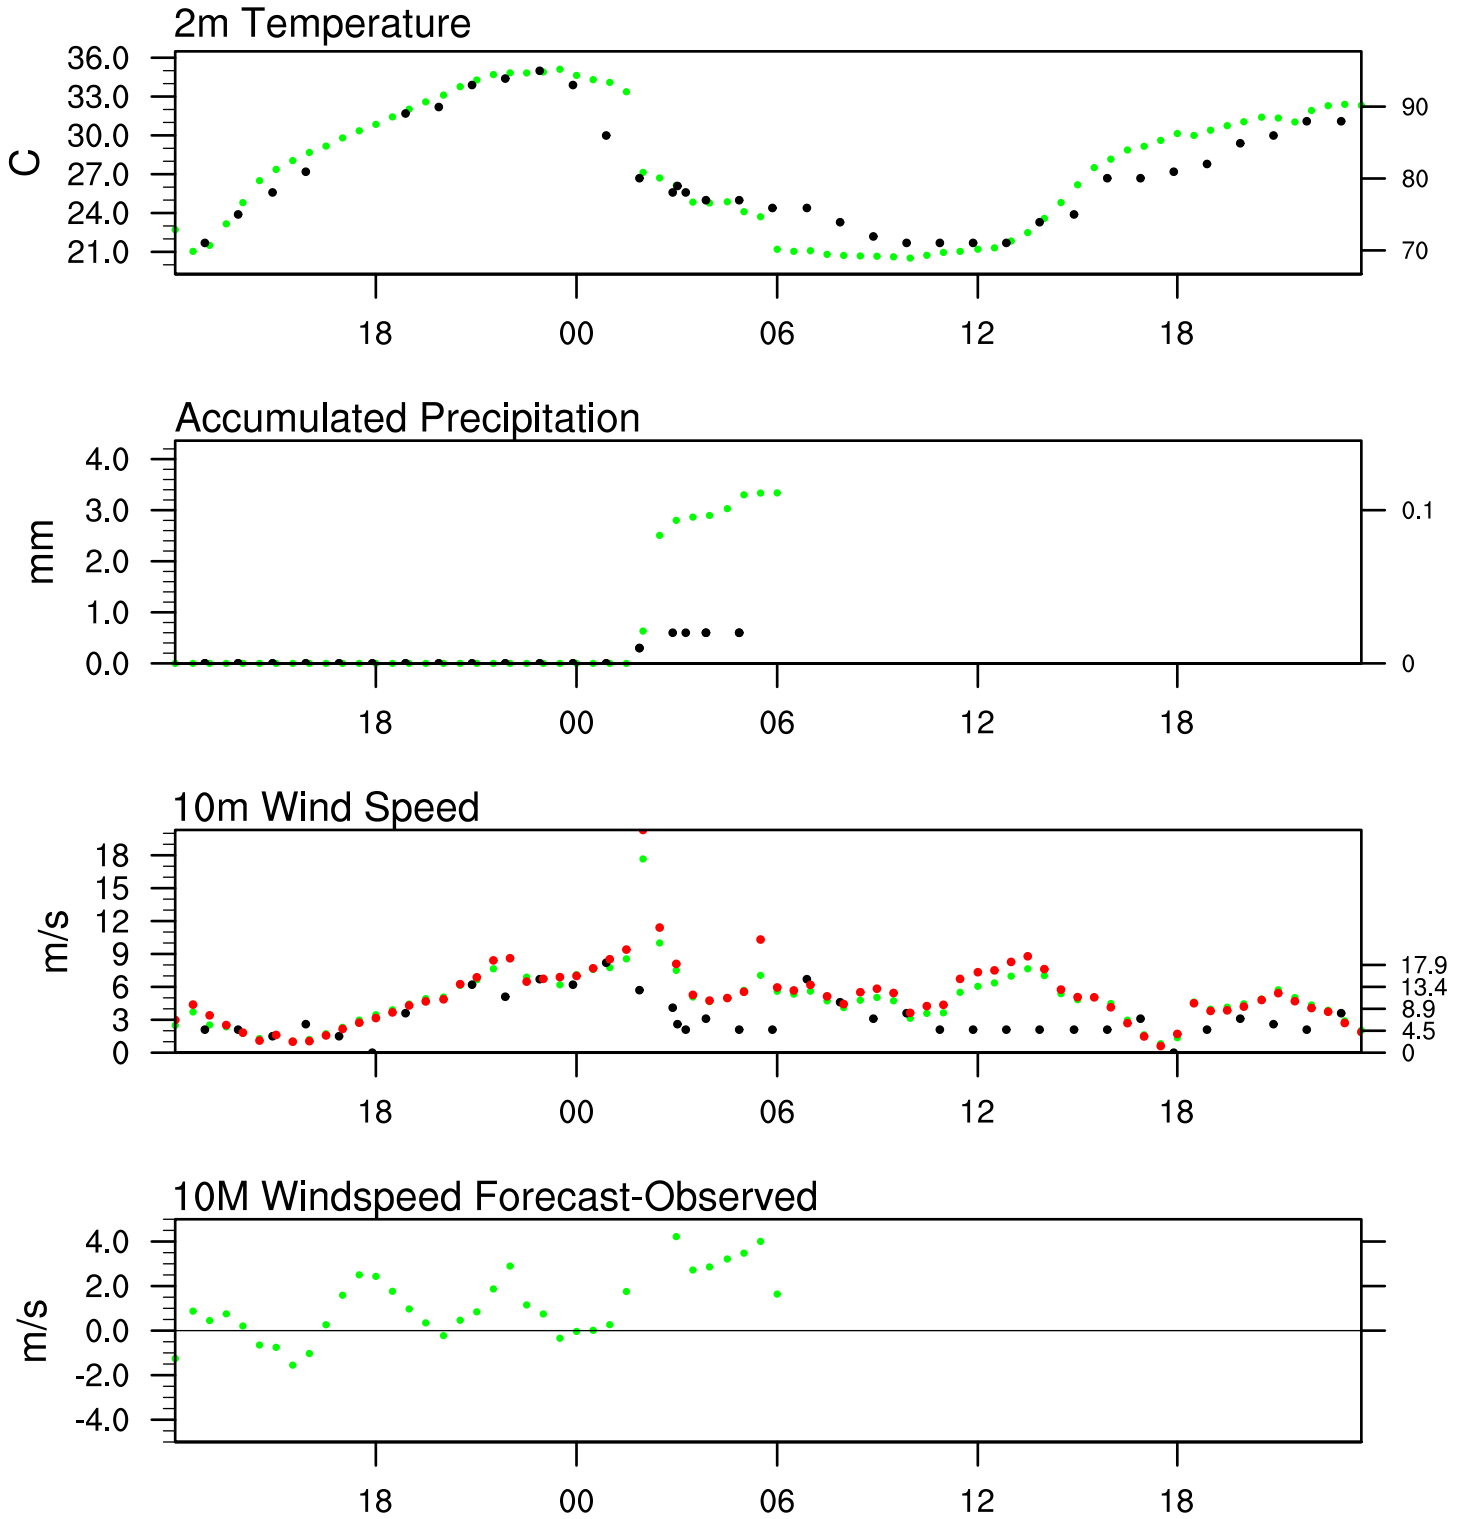 2m Temperature
36.0
33.0
30.0
27.0
24.0
21.0
C
90
80
70
18 00 06 12 18
Accumulated Precipitation
4.0
3.0
2.0
1.0
0.0
mm
0.1
0
18 00 06 12 18
10m Wind Speed
18
15
12
9
6
3
0
m/s
17.9
13.4
8.9
4.5
0
18 00 06 12 18
10M Windspeed Forecast-Observed
4.0
2.0
0.0
-2.0
-4.0
m/s
18 00 06 12 18